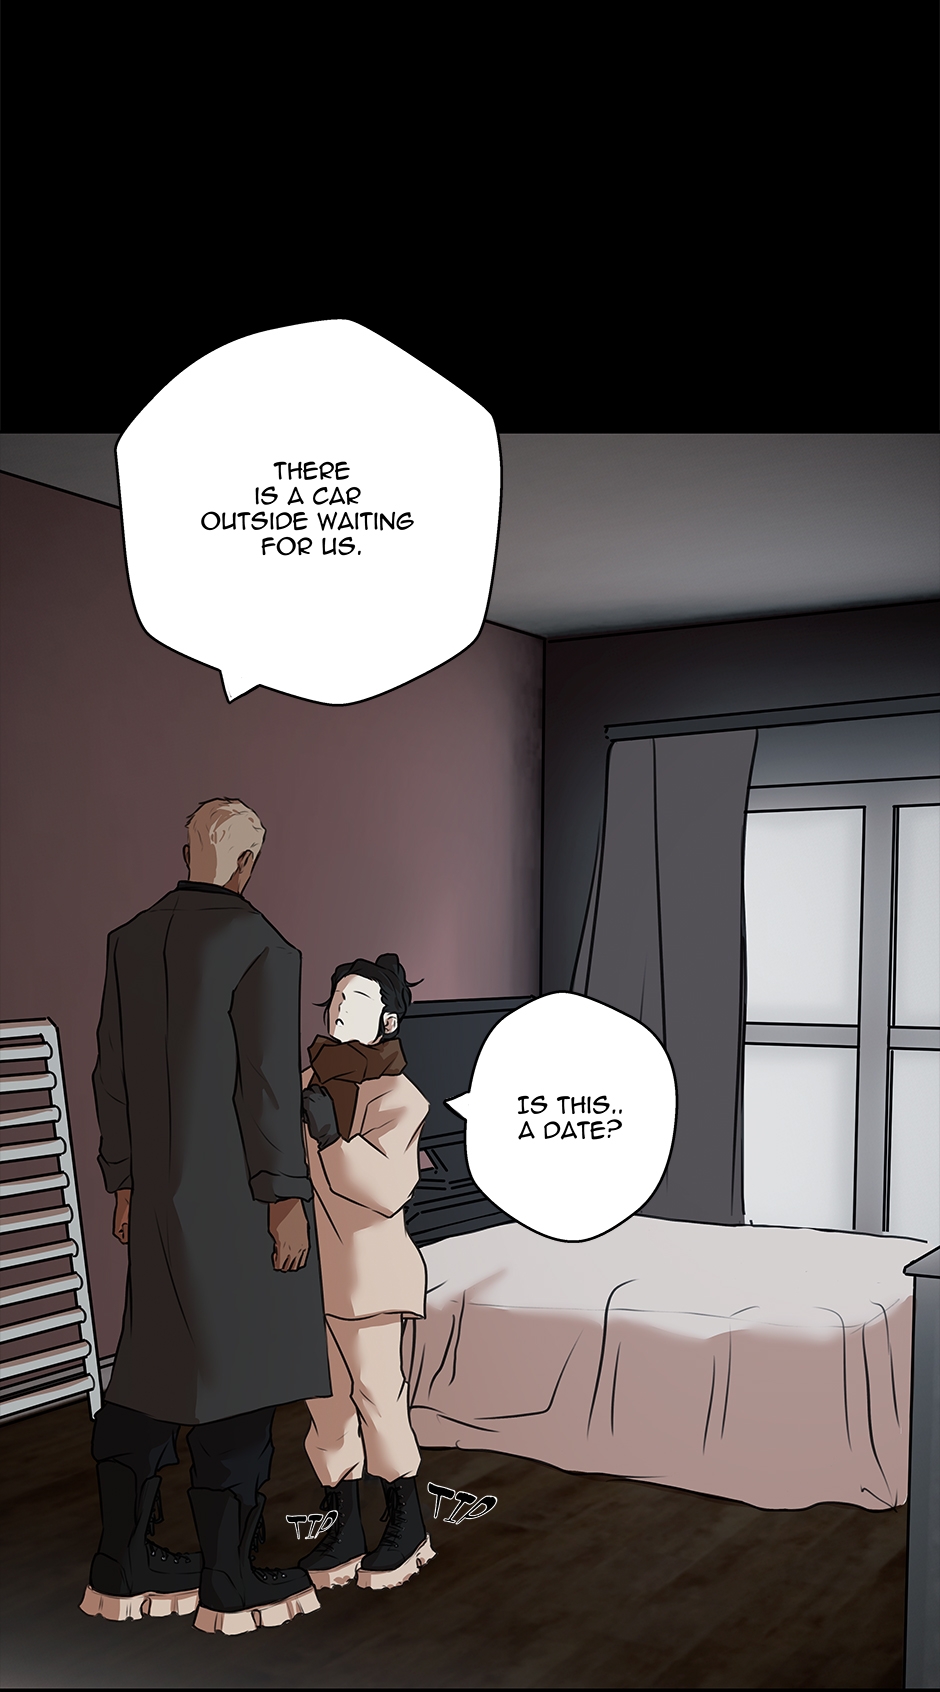 THERE
IS A CAR
OUTSIDE WAITING
FOR US.
IS THIS..
A DATE?
TIP
TIP